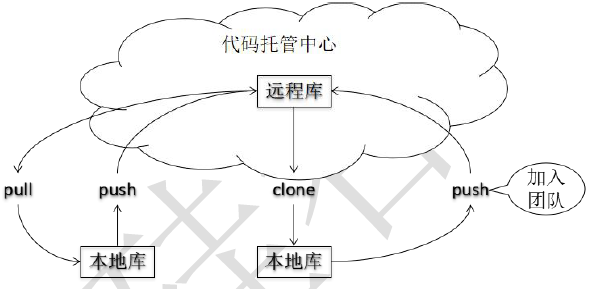 代码托管中心
远程库
pull
push
clone
push
加入
团队
本地库
本地库